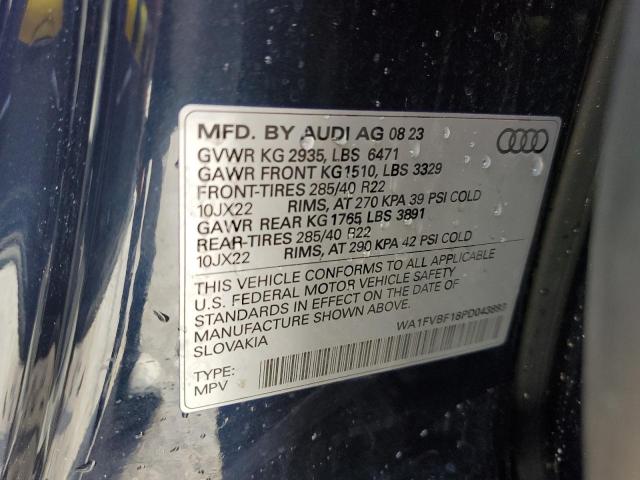 MFD. BY AUDI AG 08 23
GVWR KG 2935, LBS 6471
GAWR FRONT KG1510, LBS 3329
FRONT-TIRES 285/40 R22
10JX22 RIMS, AT 270 KPA 39 PSI COLD
GAWR REAR KG 1765, LBS 3891
REAR-TIRES 285/40 R22
10JX22 RIMS, AT 290 KPA 42 PSI COLD
THIS VEHICLE CONFORMS TO ALL APPLICABLE
U.S. FEDERAL MOTOR VEHICLE SAFETY
STANDARDS IN EFFECT ON THE DATE OF
MANUFACTURE SHOWN ABOVE.
SLOVAKIA
WA1FVBF18PD043893
TYPE:
MPV